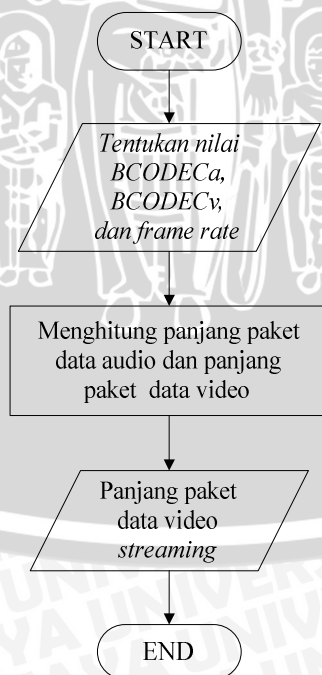 START
Tentukan nilai
BCODECa,
BCODECv,
dan frame rate
Menghitung panjang paket
data audio dan panjang
paket data video
Panjang paket
data video
streaming
END